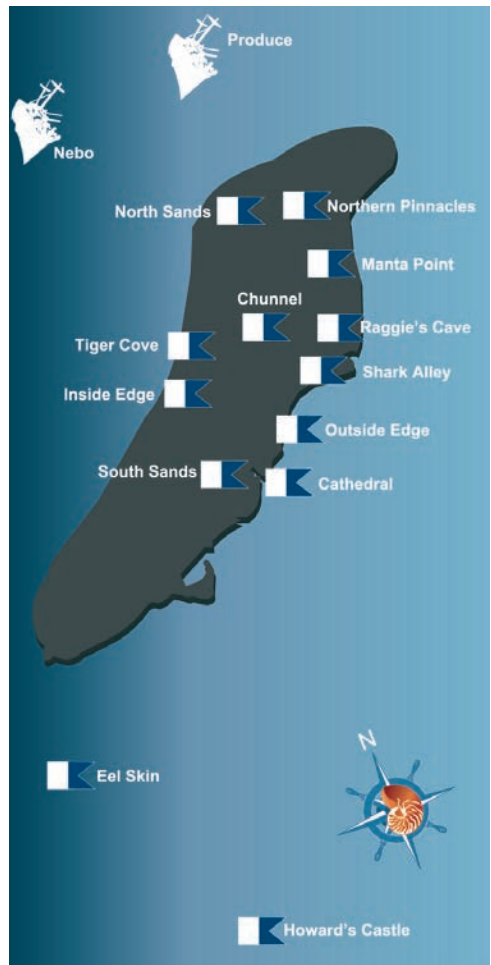 Produce
Nebo
North Sands
Northern Pinnacles
Manta Point
Chunnel
Raggie's Cave
Tiger Cove
Shark Alley
Inside Edge
Outside Edge
South Sands
Cathedral
N
Eel Skin
Howard's Castle